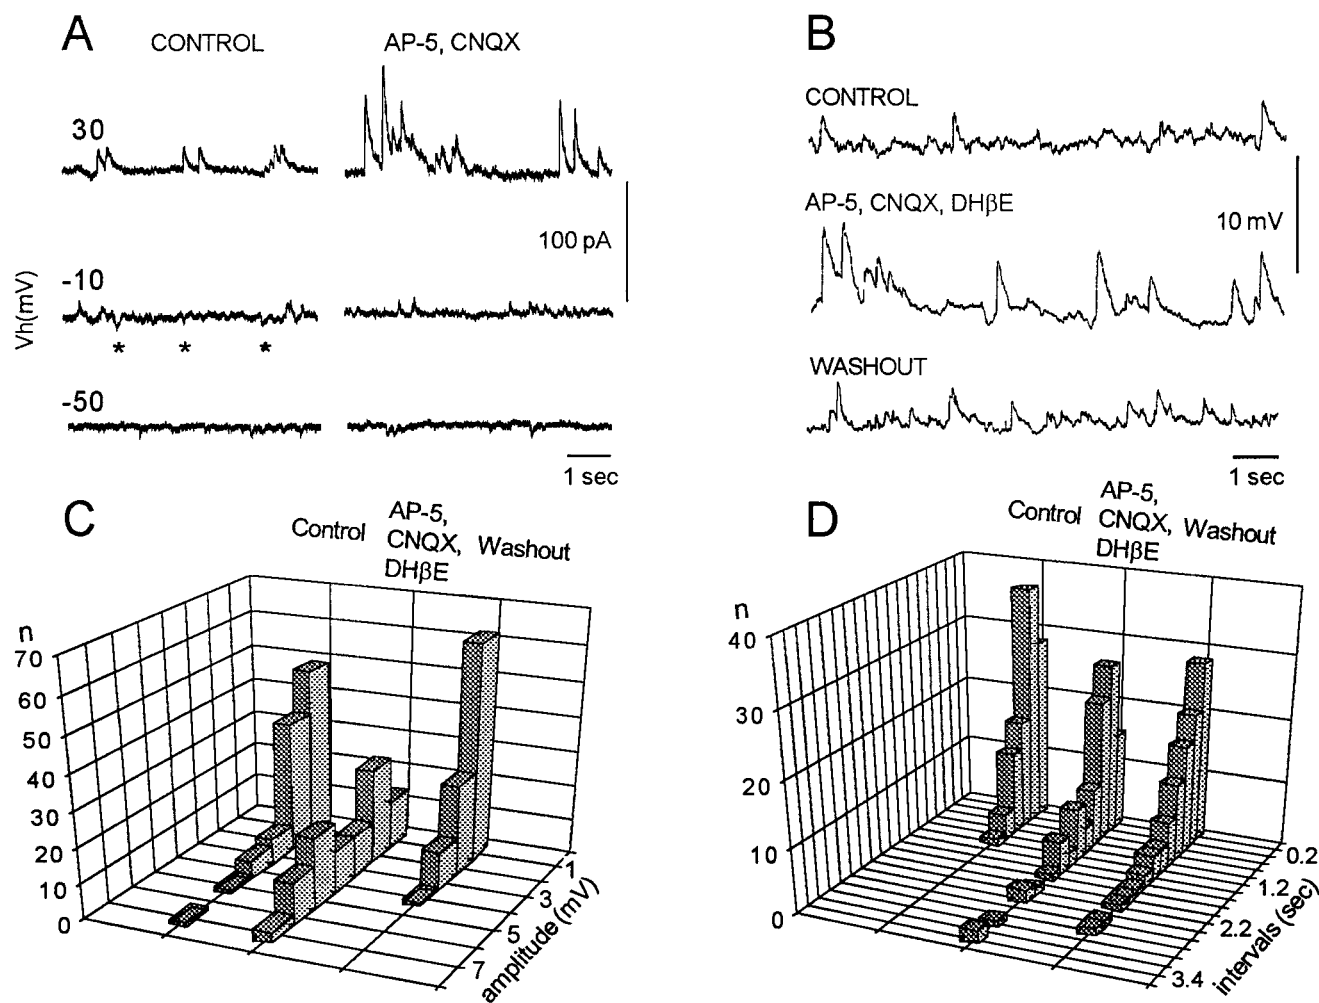 A
CONTROL
AP-5, CNQX
30
100 pA
-10
Vh(mV)
* * *
-50
1 sec
B
CONTROL
AP-5, CNQX, DHβE
10 mV
WASHOUT
1 sec
C
Control
AP-5,
CNQX,
DHβE
Washout
n
70
60
50
40
30
20
10
0
1
3
5
7
amplitude (mV)
D
Control
AP-5,
CNQX,
DHβE
Washout
n
40
30
20
10
0
0.2
1.2
2.2
3.4
intervals (sec)